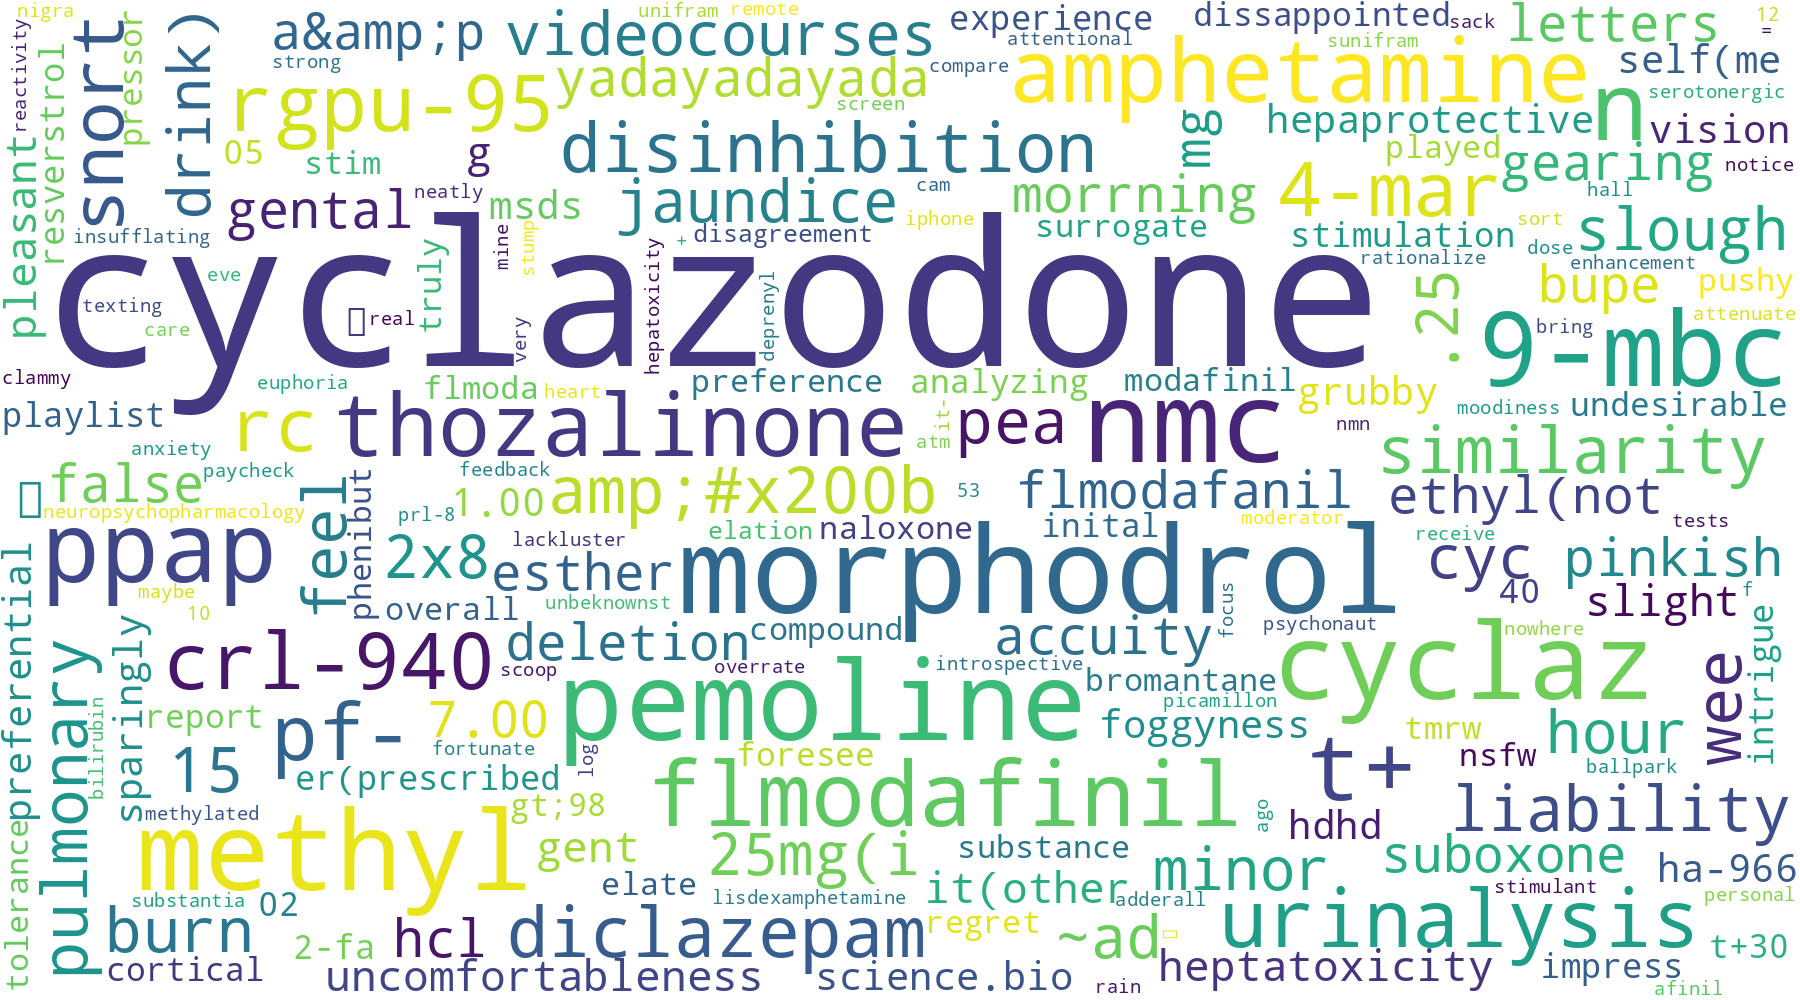 nigra
unifram
remote
experience
dissappointed
sack
letters
12
=
reactivity
snort
pressor
drink)
a&amp;p
videocourses
attentional
sunifram
self(me
strong
yadayadayada
compare
amphetamine
n
serotonergic
resverstrol
rgpu-95
screen
hepaprotective
vision
pleasant
05
stim
g
disinhibition
mg
played
gearing
notice
gental
neatly
msds
jaundice
cam
morrning
4-mar
hall
slough
insufflating
truly
mine
stump
+
disagreement
iphone
surrogate
stimulation
sort
dose
rationalize
enhancement
eve
cyclazodone
hepatoxicity
deprenyl
.25
bupe
pushy
texting
care
real
very
9-mbc
bring
attenuate
clammy
euphoria
flmoda
heart
preference
analyzing
modafinil
grubby
moodiness
undesirable
playlist
rc
thozalinone
it-
atm
pea
nmc
nmn
similarity
anxiety
paycheck
feedback
false
feel
phenibut
1.00
amp;#x200b
53
flmodafanil
ethyl(not
neuropsychopharmacology
prl-8
lackluster
elation
naloxone
inital
moderator
receive
tests
ppap
2x8
esther
morphodrol
cyc
pinkish
preferential
maybe
10
overall
unbeknownst
focus
psychonaut
40
slight
f
pulmonary
sparingly
crl-940
scoop
deletion
compound
overrate
introspective
accuity
cyclaz
nowhere
wee
intrigue
bromantane
picamillon
report
bilirubin
pf-
7.00
fortunate
log
pemoline
foresee
foggyness
t+
tmrw
nsfw
hour
ballpark
15
er(prescribed
methylated
gt;98
flmodafinil
ago
hdhd
liability
tolerance
methyl
gent
25mg(i
substance
minor
suboxone
ha-966
substantia
02
elate
lisdexamphetamine
it(other
adderall
stimulant
personal
burn
2-fa
hcl
diclazepam
regret
~ad
urinalysis
t+30
cortical
uncomfortableness
science.bio
rain
heptatoxicity
impress
afinil